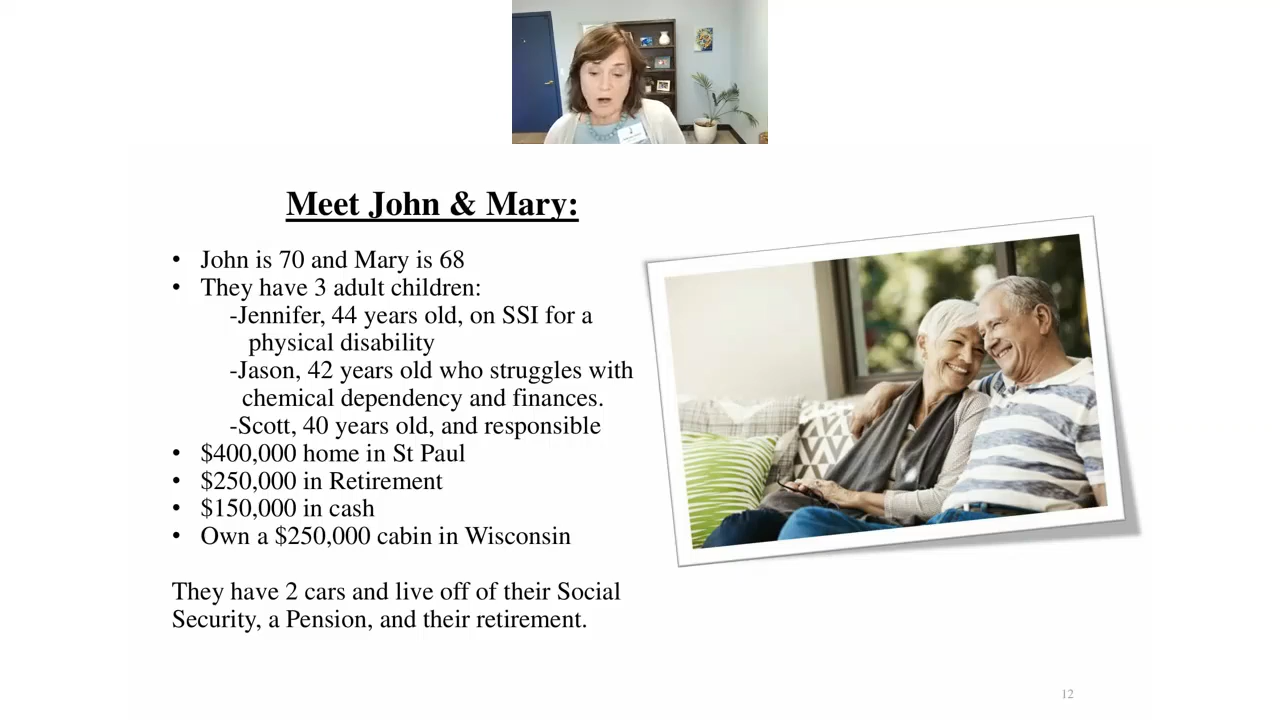 Meet John & Mary:
• John is 70 and Mary is 68
• They have 3 adult children:
-Jennifer, 44 years old, on SSI for a
physical disability
-Jason, 42 years old who struggles with
chemical dependency and finances.
-Scott, 40 years old, and responsible
• $400,000 home in St Paul
• $250,000 in Retirement
• $150,000 in cash
• Own a $250,000 cabin in Wisconsin
They have 2 cars and live off of their Social
Security, a Pension, and their retirement.
12